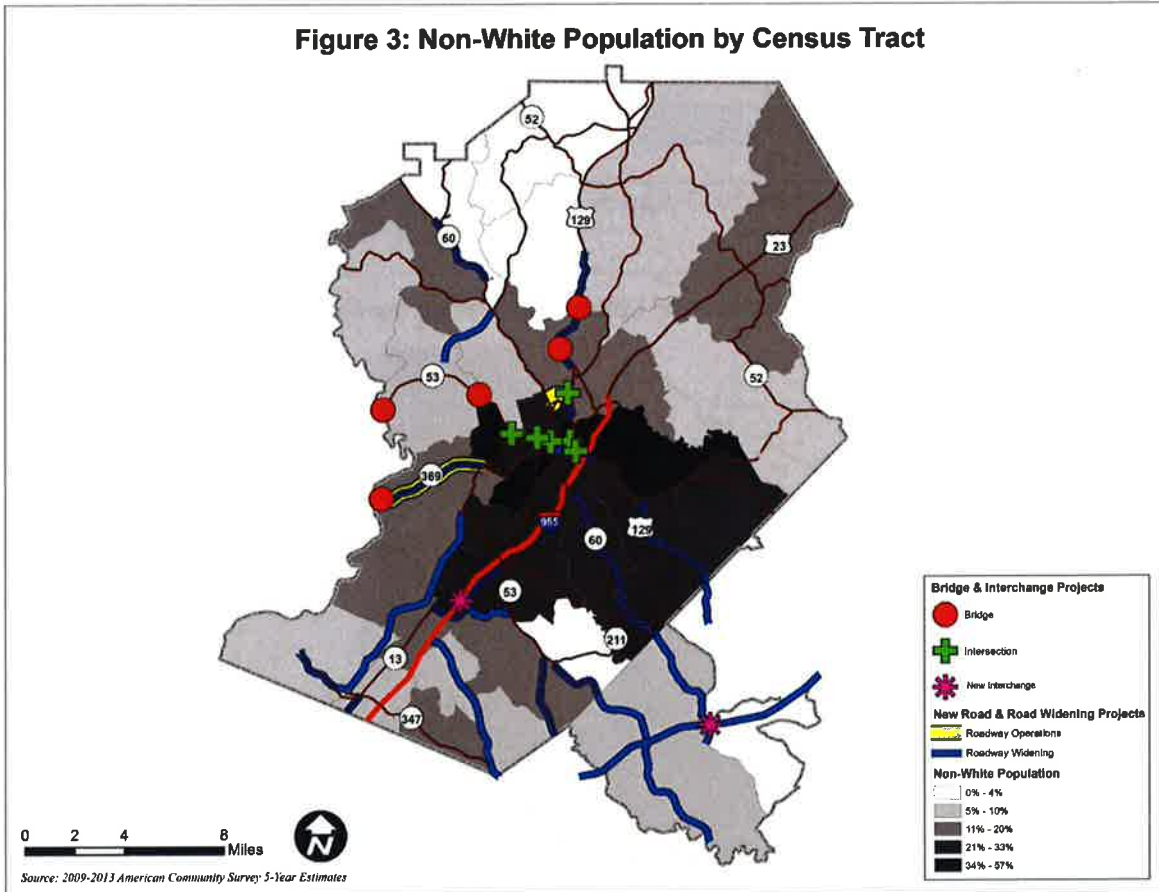 Figure 3: Non-White Population by Census Tract
52
129
60
23
53
52
369
955
60
129
53
211
13
347
Bridge & Interchange Projects
Bridge
Intersection
New Interchange
New Road & Road Widening Projects
Roadway Operations
Roadway Widening
Non-White Population
0% - 4%
5% - 10%
11% - 20%
21% - 33%
34% - 57%
0 2 4 8
Miles
N
Source: 2009-2013 American Community Survey 5-Year Estimates